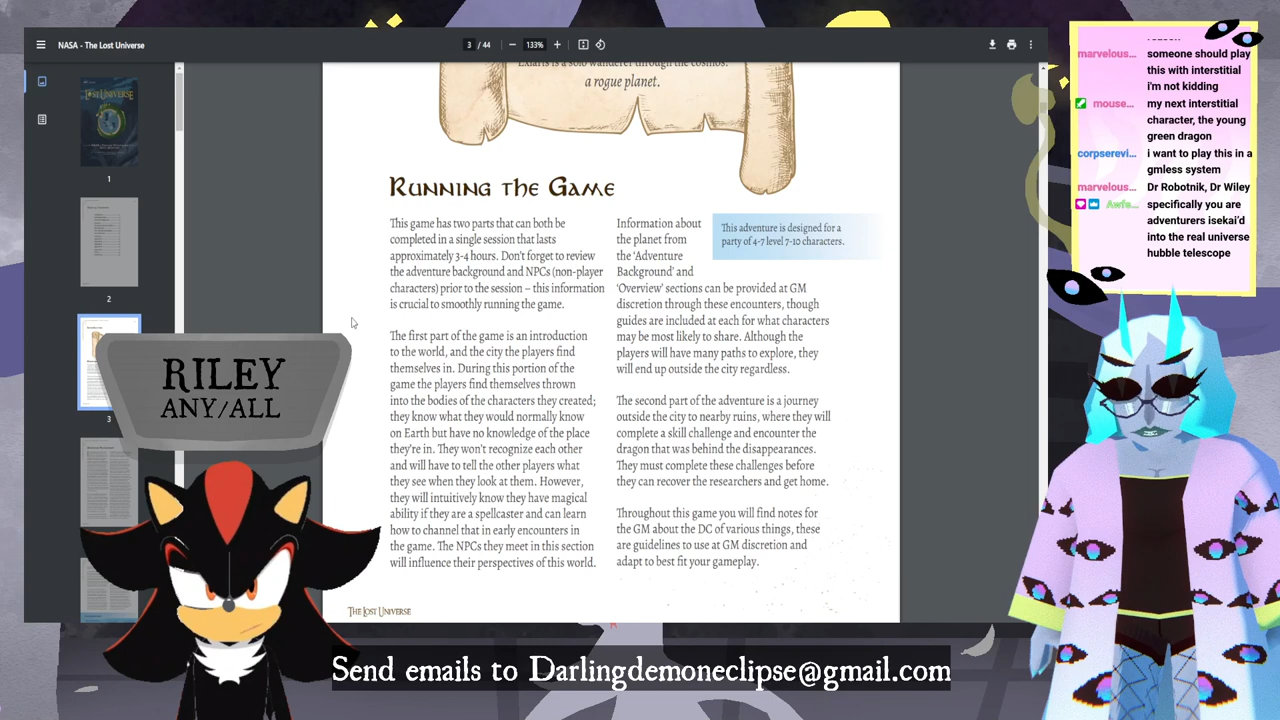 NASA - The Lost Universe
3 / 44
133%
LOST UNIVERSE
1
2
3
Exlaris is a solo wanderer through the cosmos:
a rogue planet.
Running the Game
This game has two parts that can both be
completed in a single session that lasts
approximately 3-4 hours. Don't forget to review
the adventure background and NPCs (non-player
characters) prior to the session – this information
is crucial to smoothly running the game.
The first part of the game is an introduction
to the world, and the city the players find
themselves in. During this portion of the
game the players find themselves thrown
into the bodies of the characters they created;
they know what they would normally know
on Earth but have no knowledge of the place
they're in. They won't recognize each other
and will have to tell the other players what
they see when they look at them. However,
they will intuitively know they have magical
ability if they are a spellcaster and can learn
how to channel that in early encounters in
the game. The NPCs they meet in this section
will influence their perspectives of this world.
Information about
the planet from
the 'Adventure
Background' and
'Overview' sections can be provided at GM
discretion through these encounters, though
guides are included at each for what characters
may be most likely to share. Although the
players will have many paths to explore, they
will end up outside the city regardless.
This adventure is designed for a
party of 4-7 level 7-10 characters.
The second part of the adventure is a journey
outside the city to nearby ruins, where they will
complete a skill challenge and encounter the
dragon that was behind the disappearances.
They must complete these challenges before
they can recover the researchers and get home.
Throughout this game you will find notes for
the GM about the DC of various things, these
are guidelines to use at GM discretion and
adapt to best fit your gameplay.
The Lost Universe
RILEY
ANY/ALL
Send emails to Darlingdemoneclipse@gmail.com
marvelous... someone should play
this with interstitial
i'm not kidding
mouse... my next interstitial
character, the young
green dragon
corpserevi... i want to play this in a
gmless system
marvelous... Dr Robotnik, Dr Wiley
Awfe... specifically you are
adventurers isekai'd
into the real universe
hubble telescope